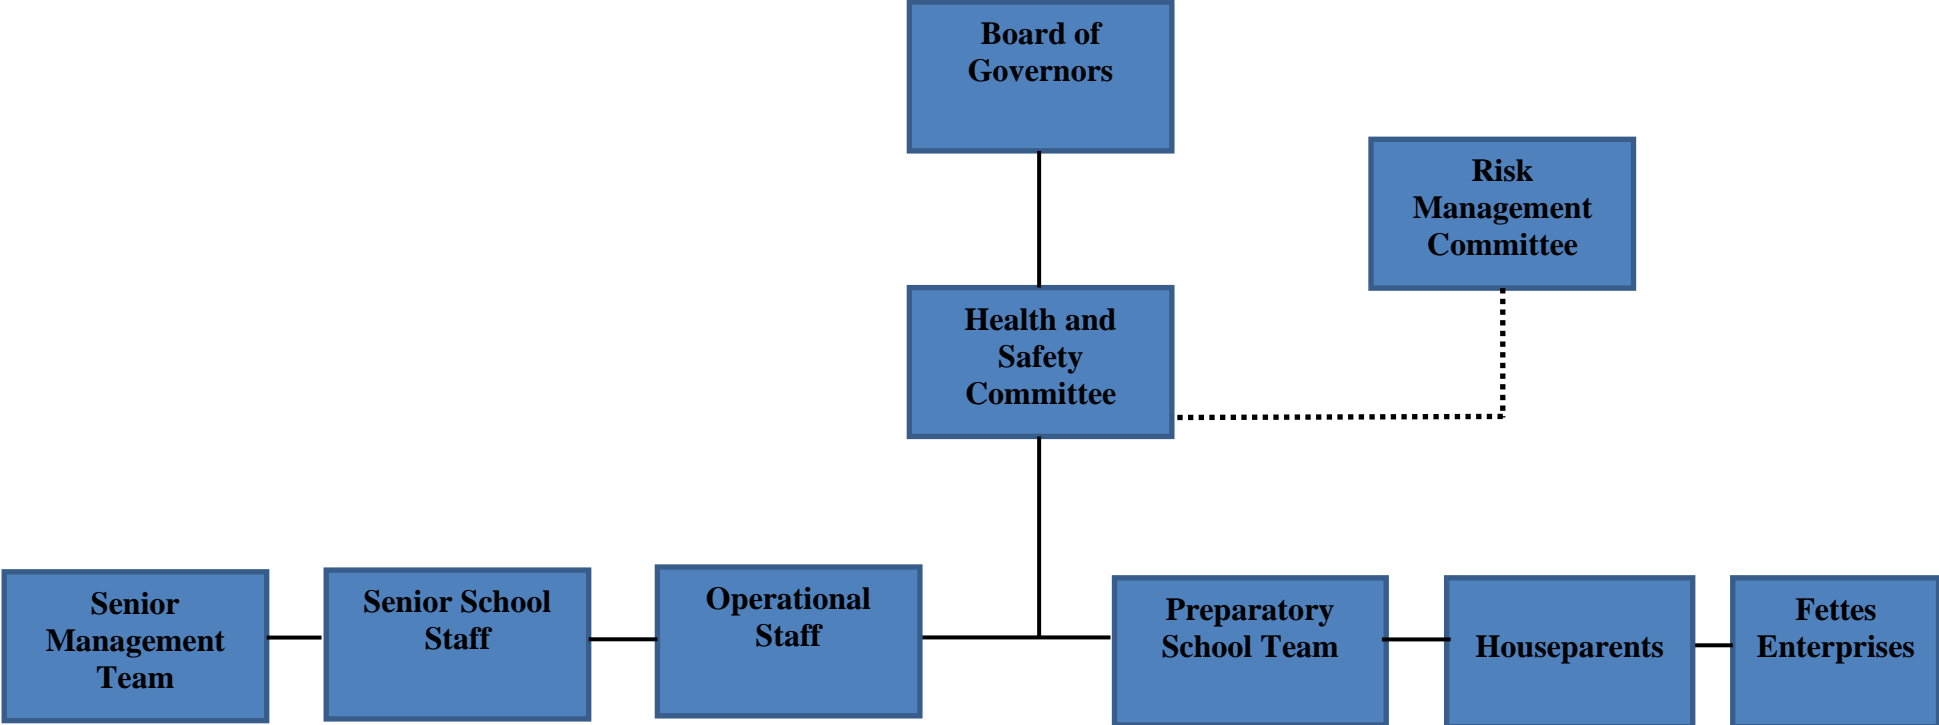 Board of
Governors
Risk
Management
Committee
Health and
Safety
Committee
Senior
Management
Team
Senior School
Staff
Operational
Staff
Preparatory
School Team
Houseparents
Fettes
Enterprises